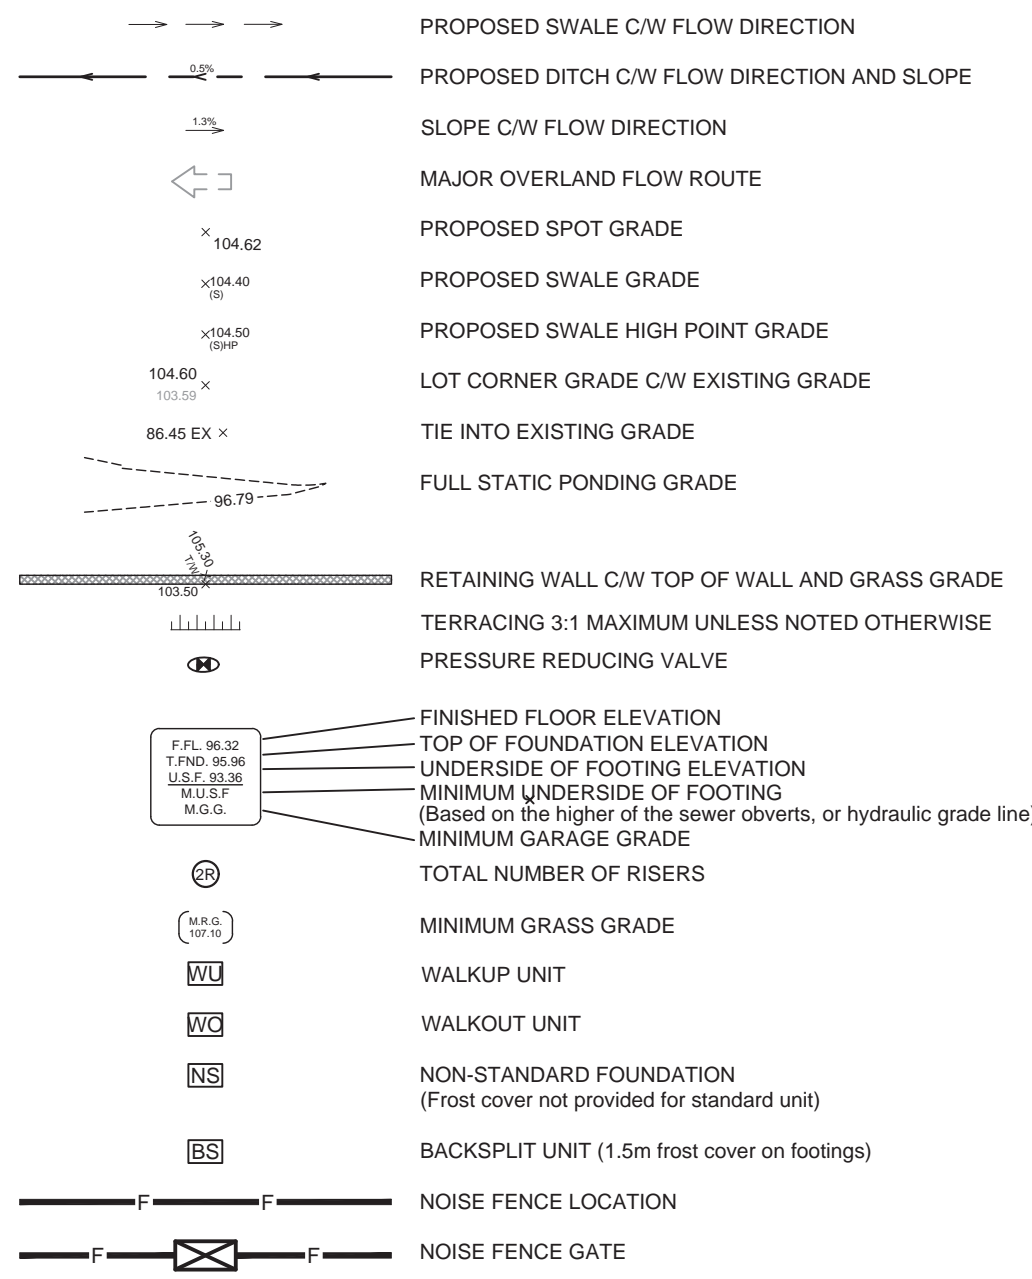 PROPOSED SWALE C/W FLOW DIRECTION
0.5%
PROPOSED DITCH C/W FLOW DIRECTION AND SLOPE
1.3%
SLOPE C/W FLOW DIRECTION
MAJOR OVERLAND FLOW ROUTE
104.62
PROPOSED SPOT GRADE
104.40
(S)
PROPOSED SWALE GRADE
104.50
(S)HP
PROPOSED SWALE HIGH POINT GRADE
104.60
103.59
LOT CORNER GRADE C/W EXISTING GRADE
86.45 EX
TIE INTO EXISTING GRADE
96.79
FULL STATIC PONDING GRADE
105.30
T/W
103.50
RETAINING WALL C/W TOP OF WALL AND GRASS GRADE
TERRACING 3:1 MAXIMUM UNLESS NOTED OTHERWISE
PRESSURE REDUCING VALVE
F.FL. 96.32
T.FND. 95.96
U.S.F. 93.36
M.U.S.F
M.G.G.
FINISHED FLOOR ELEVATION
TOP OF FOUNDATION ELEVATION
UNDERSIDE OF FOOTING ELEVATION
MINIMUM UNDERSIDE OF FOOTING
(Based on the higher of the sewer obverts, or hydraulic grade line)
MINIMUM GARAGE GRADE
2R
TOTAL NUMBER OF RISERS
M.R.G.
107.10
MINIMUM GRASS GRADE
WU
WALKUP UNIT
WO
WALKOUT UNIT
NS
NON-STANDARD FOUNDATION
(Frost cover not provided for standard unit)
BS
BACKSPLIT UNIT (1.5m frost cover on footings)
F F
NOISE FENCE LOCATION
F F
NOISE FENCE GATE